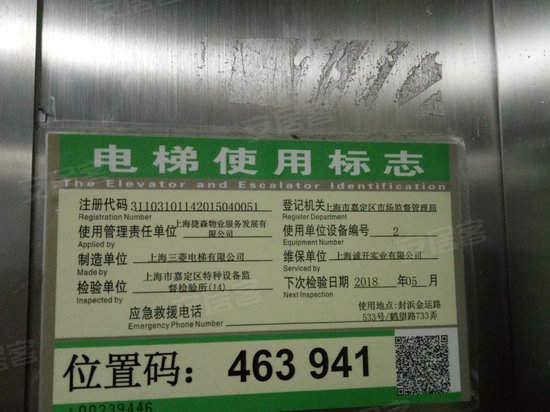 电梯使用标志
The Elevator and Escalator Identification
注册代码 31103101142015040051
Registration Number
登记机关 上海市嘉定区市场监督管理局
Register Department
使用管理责任单位 上海捷森物业服务发展有限公司
Applied by
使用单位设备编号 2
Equipment Number
制造单位 上海三菱电梯有限公司
Made by
维保单位 上海诚开实业有限公司
Serviced by
检验单位 上海市嘉定区特种设备监督检验所(14)
Inspected by
下次检验日期 2018 年 05 月
Next Inspection
应急救援电话
Emergency Phone Number
使用地点:封浜金运路
533号/鹤望路733弄
位置码: 463 941
L00239446
安居客